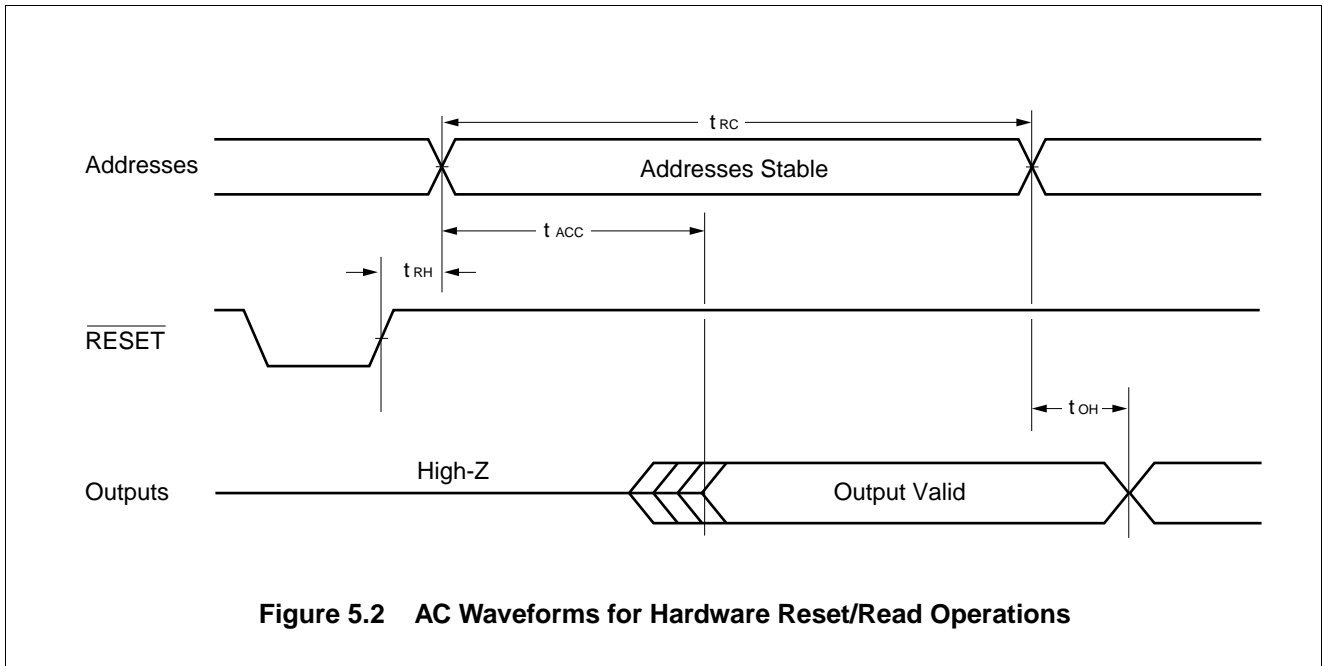 t RC
Addresses
Addresses Stable
t ACC
t RH
RESET
t OH
High-Z
Outputs
Output Valid
Figure 5.2 AC Waveforms for Hardware Reset/Read Operations